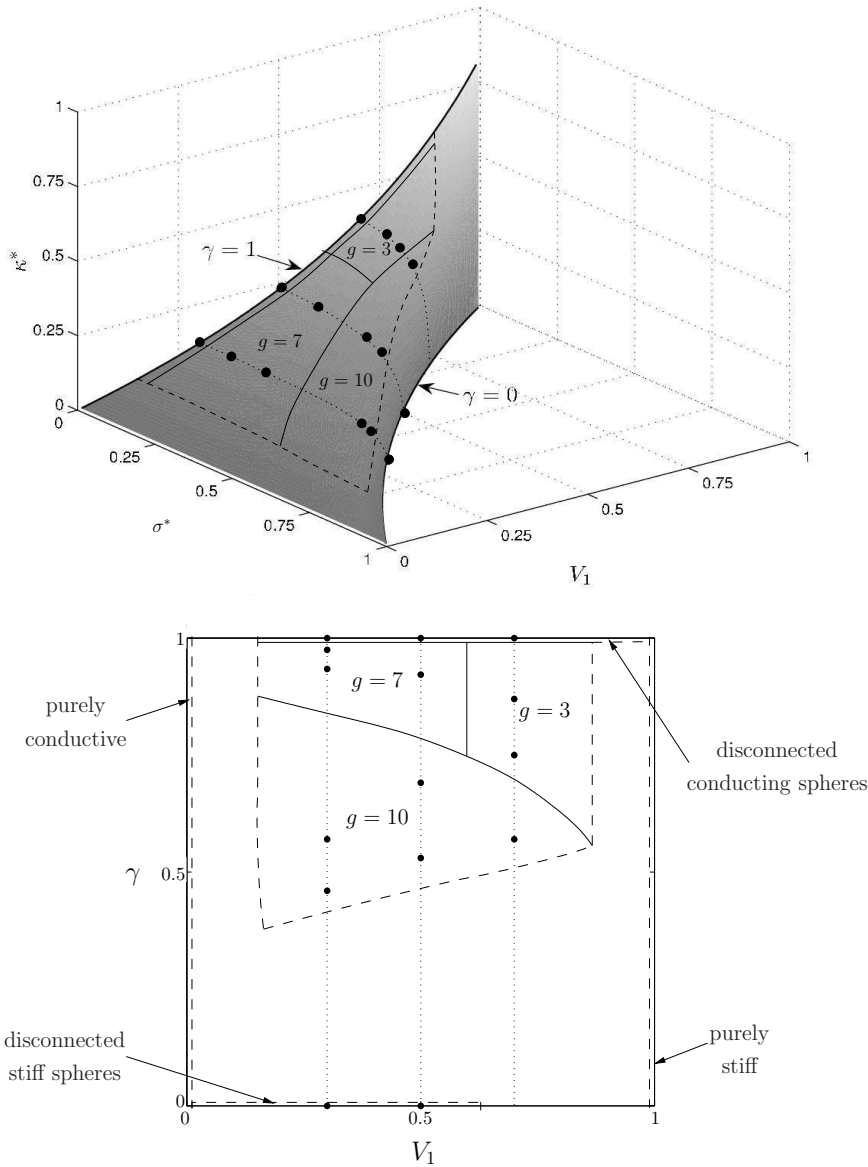 1
0.75
0.5
0.25
0
κ*
γ = 1
g = 3
g = 7
g = 10
γ = 0
0
0.25
0.5
0.75
1
σ*
0
0.25
0.5
0.75
1
V₁
1
0.5
0
γ
g = 7
g = 3
g = 10
purely
conductive
disconnected
conducting spheres
disconnected
stiff spheres
purely
stiff
0
0.5
1
V₁